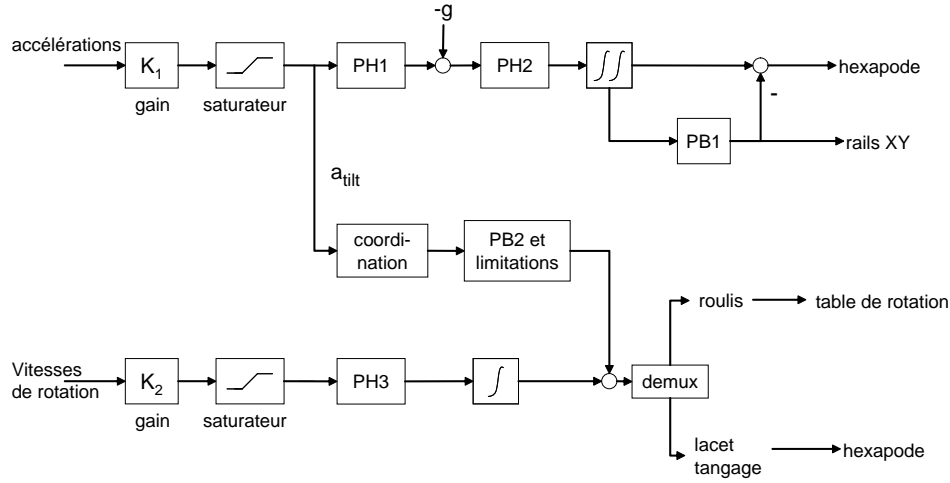 -g
accélérations
K1
PH1
PH2
∫∫
hexapode
gain
saturateur
-
PB1
rails XY
atilt
coordi-
nation
PB2 et
limitations
roulis
table de rotation
Vitesses
de rotation
K2
PH3
∫
demux
gain
saturateur
lacet
tangage
hexapode